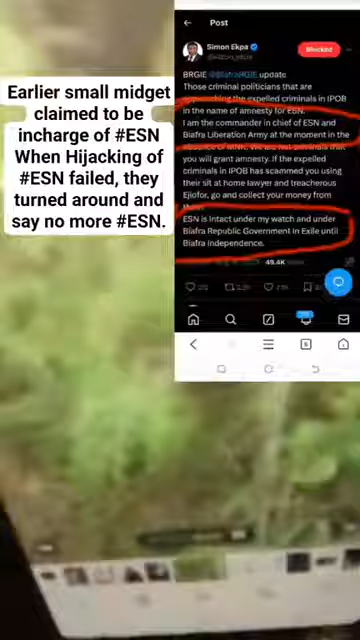 Post
Simon Ekpa
Blocked
BRGIE @BiafraRGIE update
Those criminal politicians that are
approaching the expelled criminals in IPOB
in the name of amnesty for ESN.
I am the commander in chief of ESN and
Biafra Liberation Army at the moment in the
absence of MNK. We are not criminals that
you will grant amnesty. If the expelled
criminals in IPOB has scammed you using
their sit at home lawyer and treacherous
Ejiofor, go and collect your money from
them.
ESN is intact under my watch and under
Biafra Republic Government in Exile until
Biafra independence.
49.4K
Earlier small midget
claimed to be
incharge of #ESN
When Hijacking of
#ESN failed, they
turned around and
say no more #ESN.